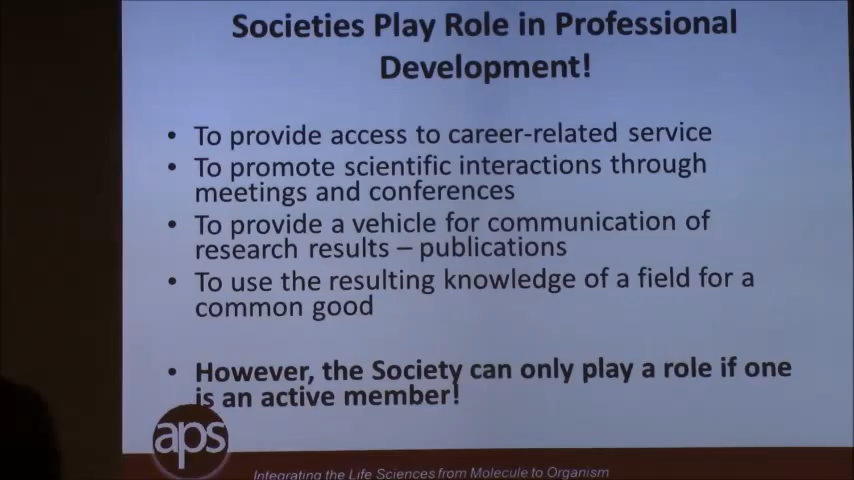 Societies Play Role in Professional
Development!
• To provide access to career-related service
• To promote scientific interactions through
meetings and conferences
• To provide a vehicle for communication of
research results – publications
• To use the resulting knowledge of a field for a
common good
• However, the Society can only play a role if one
is an active member!
aps
Integrating the Life Sciences from Molecule to Organism